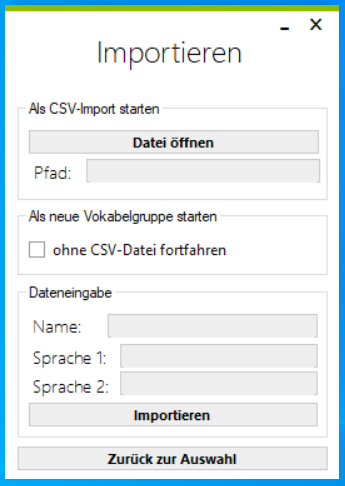 Importieren
Als CSV-Import starten
Datei öffnen
Pfad:
Als neue Vokabelgruppe starten
ohne CSV-Datei fortfahren
Dateneingabe
Name:
Sprache 1:
Sprache 2:
Importieren
Zurück zur Auswahl